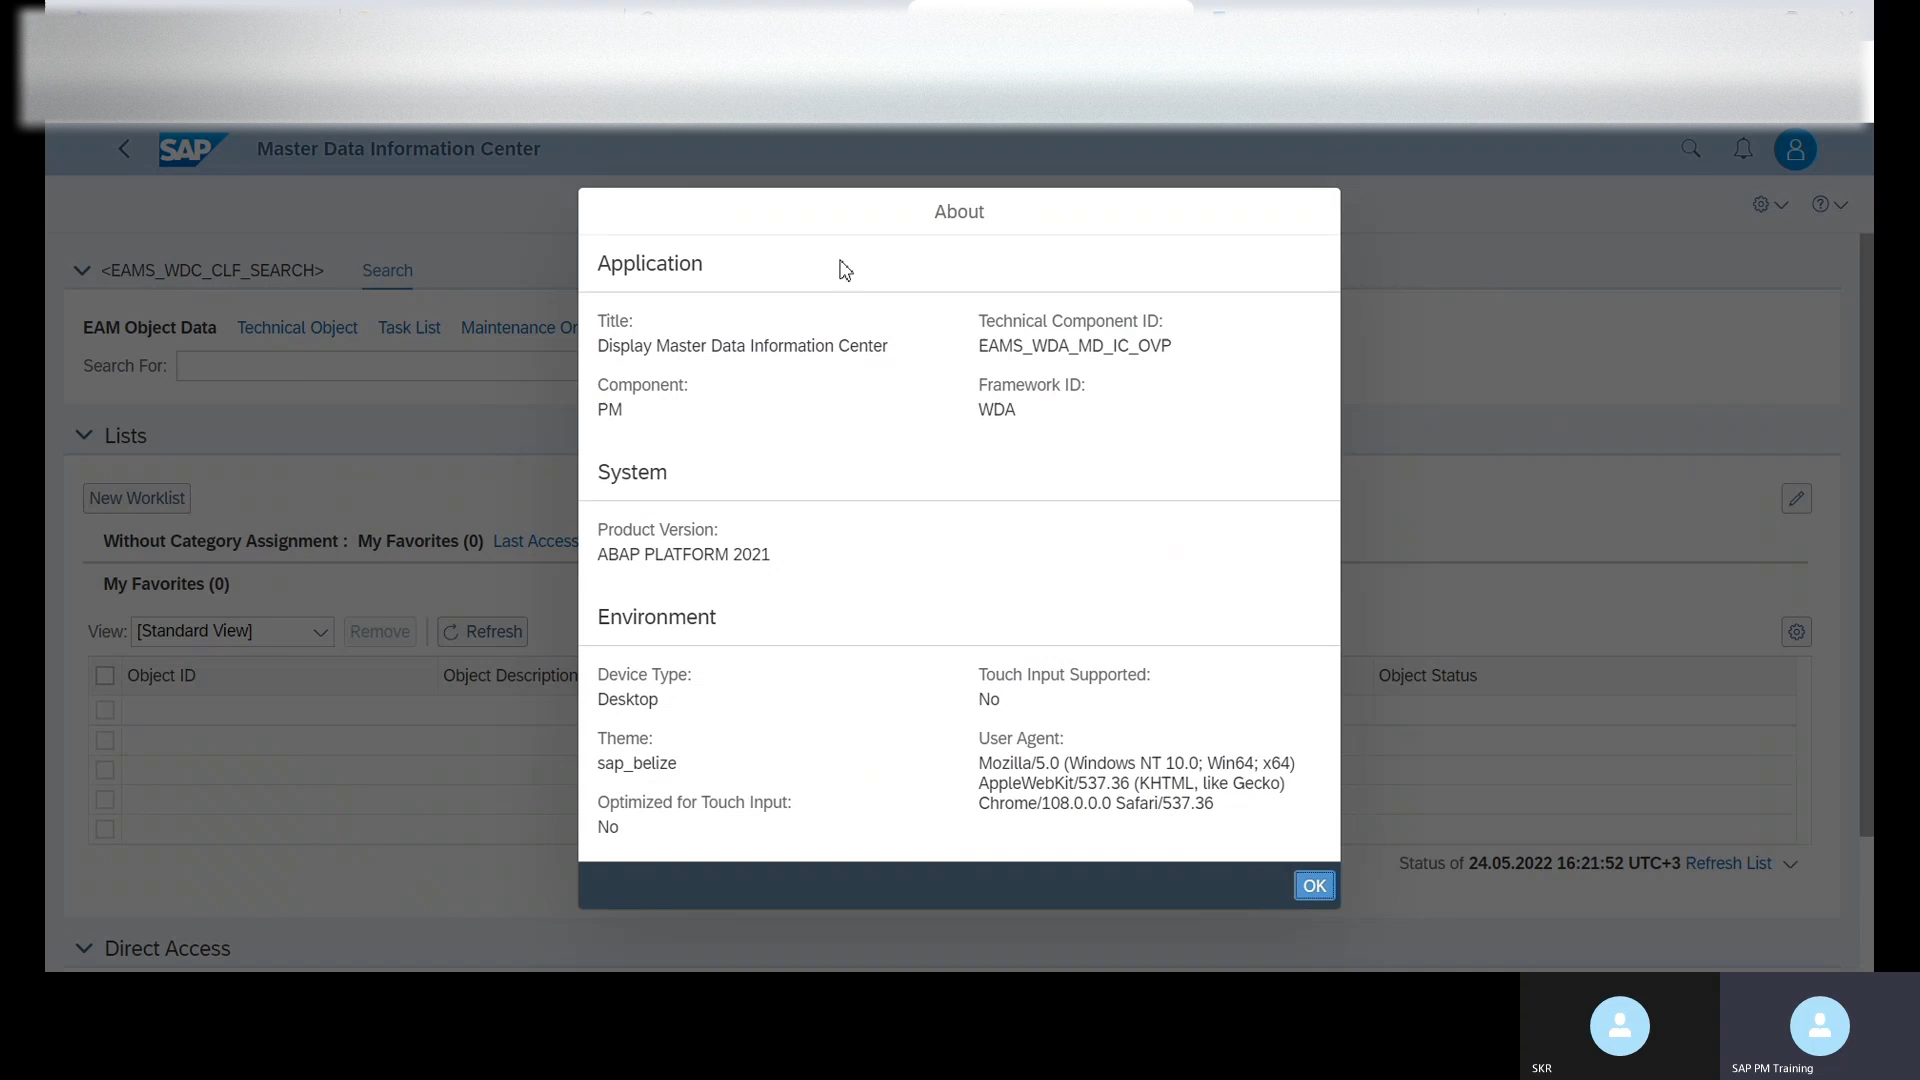 SAP
Master Data Information Center
<EAMS_WDC_CLF_SEARCH>
Search
EAM Object Data
Technical Object
Task List
Maintenance Or
Search For:
Lists
New Worklist
Without Category Assignment :
My Favorites (0)
Last Access
My Favorites (0)
View:
[Standard View]
Remove
Refresh
Object ID
Object Description
Object Status
Status of 24.05.2022 16:21:52 UTC+3
Refresh List
Direct Access
About
Application
Title:
Display Master Data Information Center
Technical Component ID:
EAMS_WDA_MD_IC_OVP
Component:
PM
Framework ID:
WDA
System
Product Version:
ABAP PLATFORM 2021
Environment
Device Type:
Desktop
Touch Input Supported:
No
Theme:
sap_belize
User Agent:
Mozilla/5.0 (Windows NT 10.0; Win64; x64)
AppleWebKit/537.36 (KHTML, like Gecko)
Chrome/108.0.0.0 Safari/537.36
Optimized for Touch Input:
No
OK
SKR
SAP PM Training